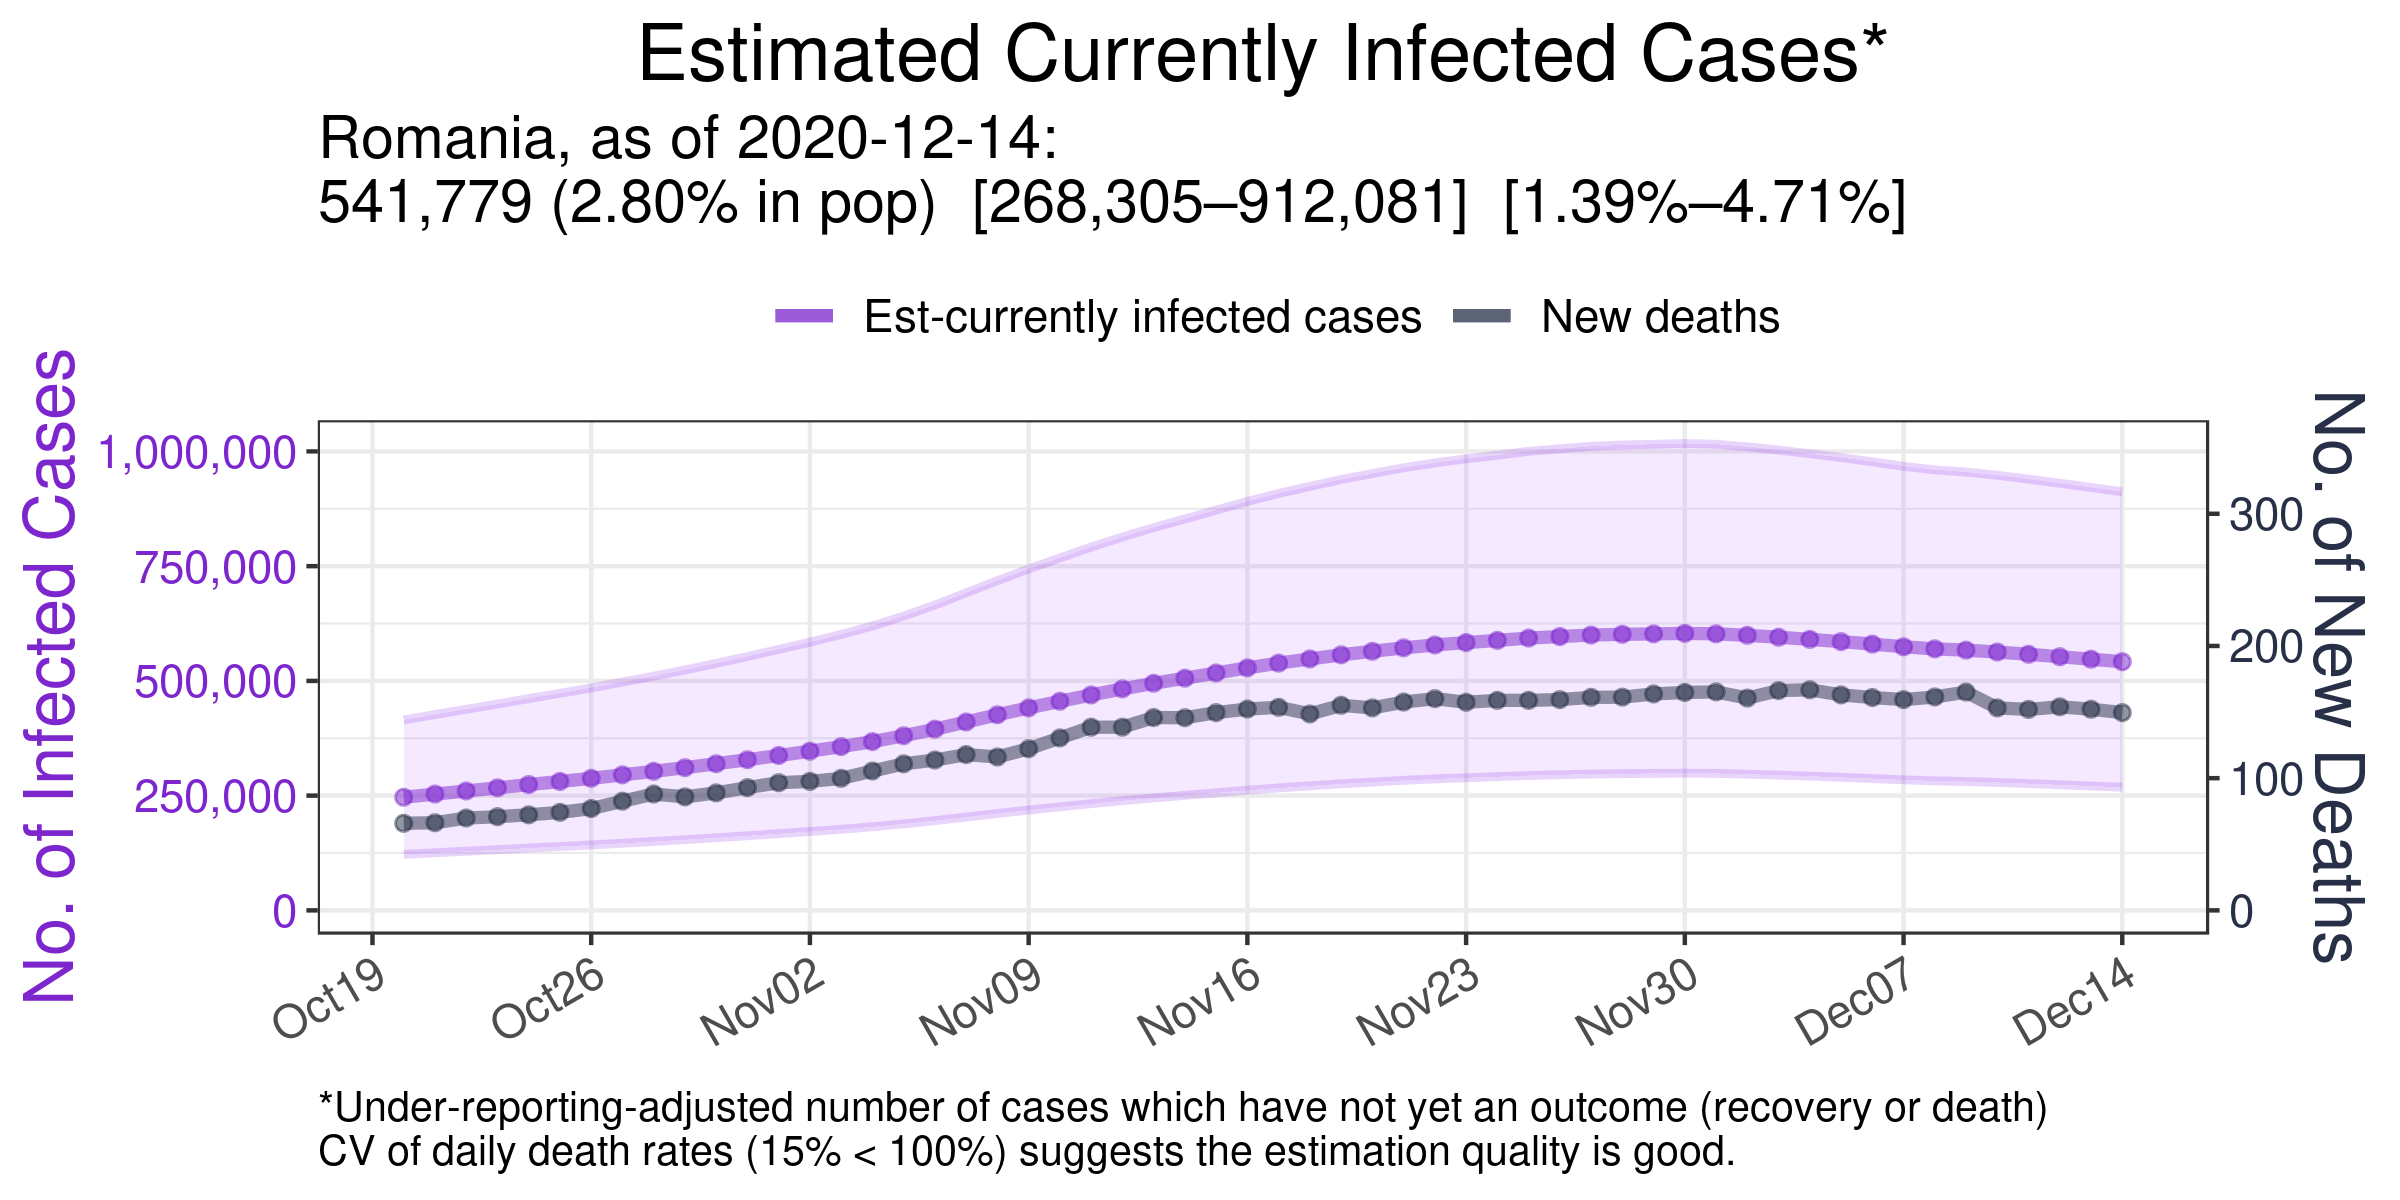 Estimated Currently Infected Cases*
Romania, as of 2020-12-14:
541,779 (2.80% in pop)  [268,305–912,081]  [1.39%–4.71%]
Est-currently infected cases
New deaths
No. of Infected Cases
1,000,000
750,000
500,000
250,000
0
300
200
100
0
No. of New Deaths
Oct19
Oct26
Nov02
Nov09
Nov16
Nov23
Nov30
Dec07
Dec14
*Under-reporting-adjusted number of cases which have not yet an outcome (recovery or death)
CV of daily death rates (15% < 100%) suggests the estimation quality is good.